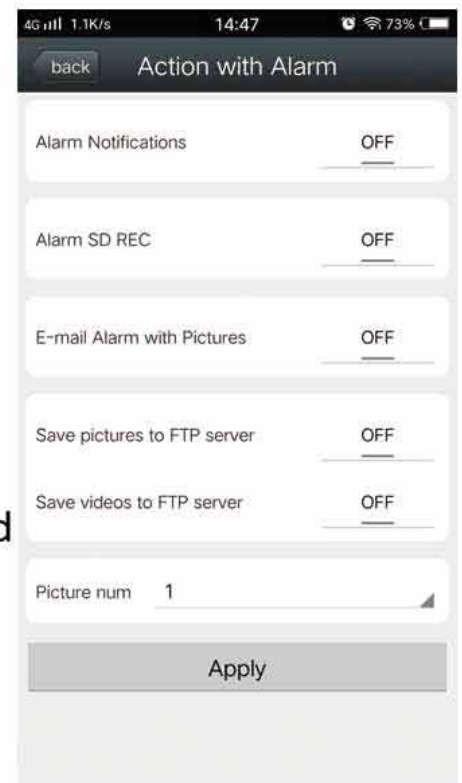 4G 1.1K/s 14:47 73%
back Action with Alarm
Alarm Notifications OFF
Alarm SD REC OFF
E-mail Alarm with Pictures OFF
Save pictures to FTP server OFF
Save videos to FTP server OFF
d
Picture num 1
Apply